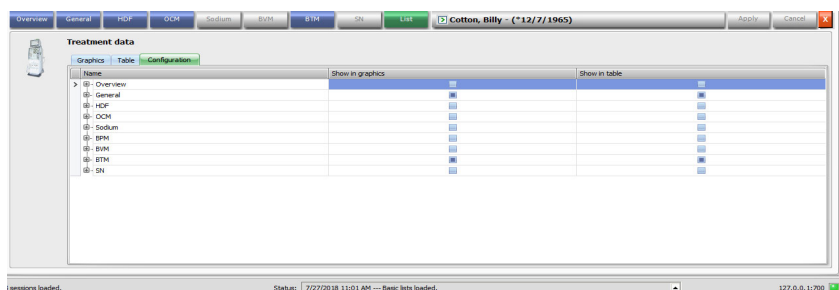 Overview General HDF OCM Sodium BVM BTM SN List Cotton, Billy - (*12/7/1965) Apply Cancel X
Treatment data
Graphics Table Configuration
Name Show in graphics Show in table
Overview
General
HDF
OCM
Sodium
BPM
BVM
BTM
SN
sessions loaded. Status: 7/27/2018 11:01 AM --- Basic lists loaded. 127.0.0.1:700